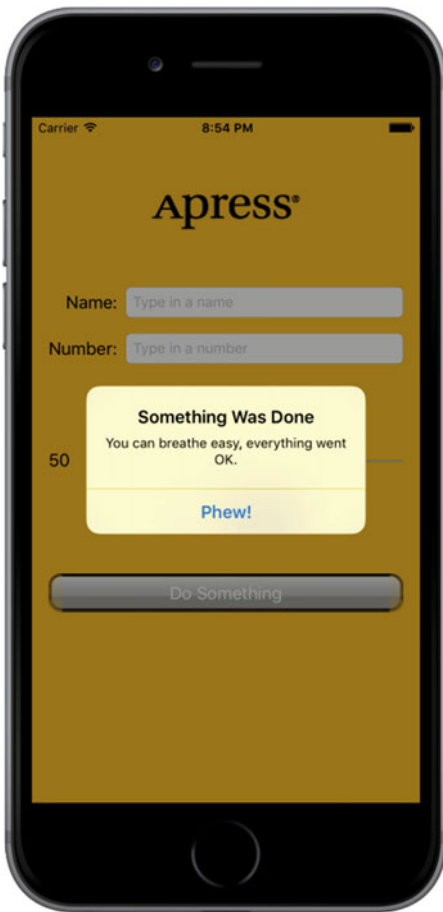 Carrier 8:54 PM
Apress®
Name: Type in a name
Number: Type in a number
Something Was Done
You can breathe easy, everything went
OK.
50
Phew!
Do Something